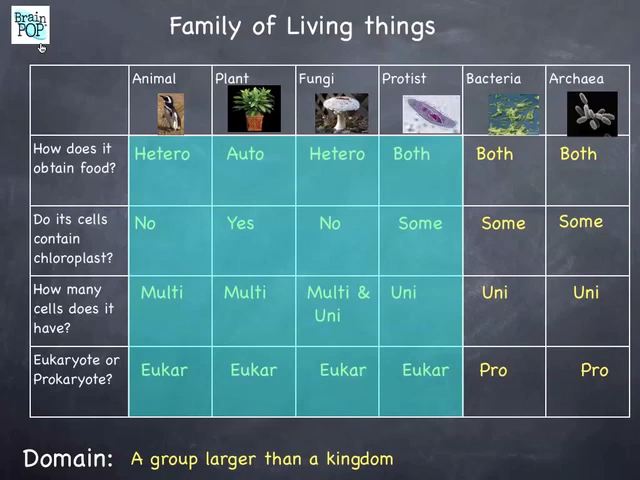 Brain
POP
Family of Living things
Animal Plant Fungi Protist Bacteria Archaea
How does it
obtain food?
Hetero Auto Hetero Both Both Both
Do its cells
contain
chloroplast?
No Yes No Some Some Some
How many
cells does it
have?
Multi Multi Multi &
Uni Uni Uni Uni
Eukaryote or
Prokaryote?
Eukar Eukar Eukar Eukar Pro Pro
Domain: A group larger than a kingdom